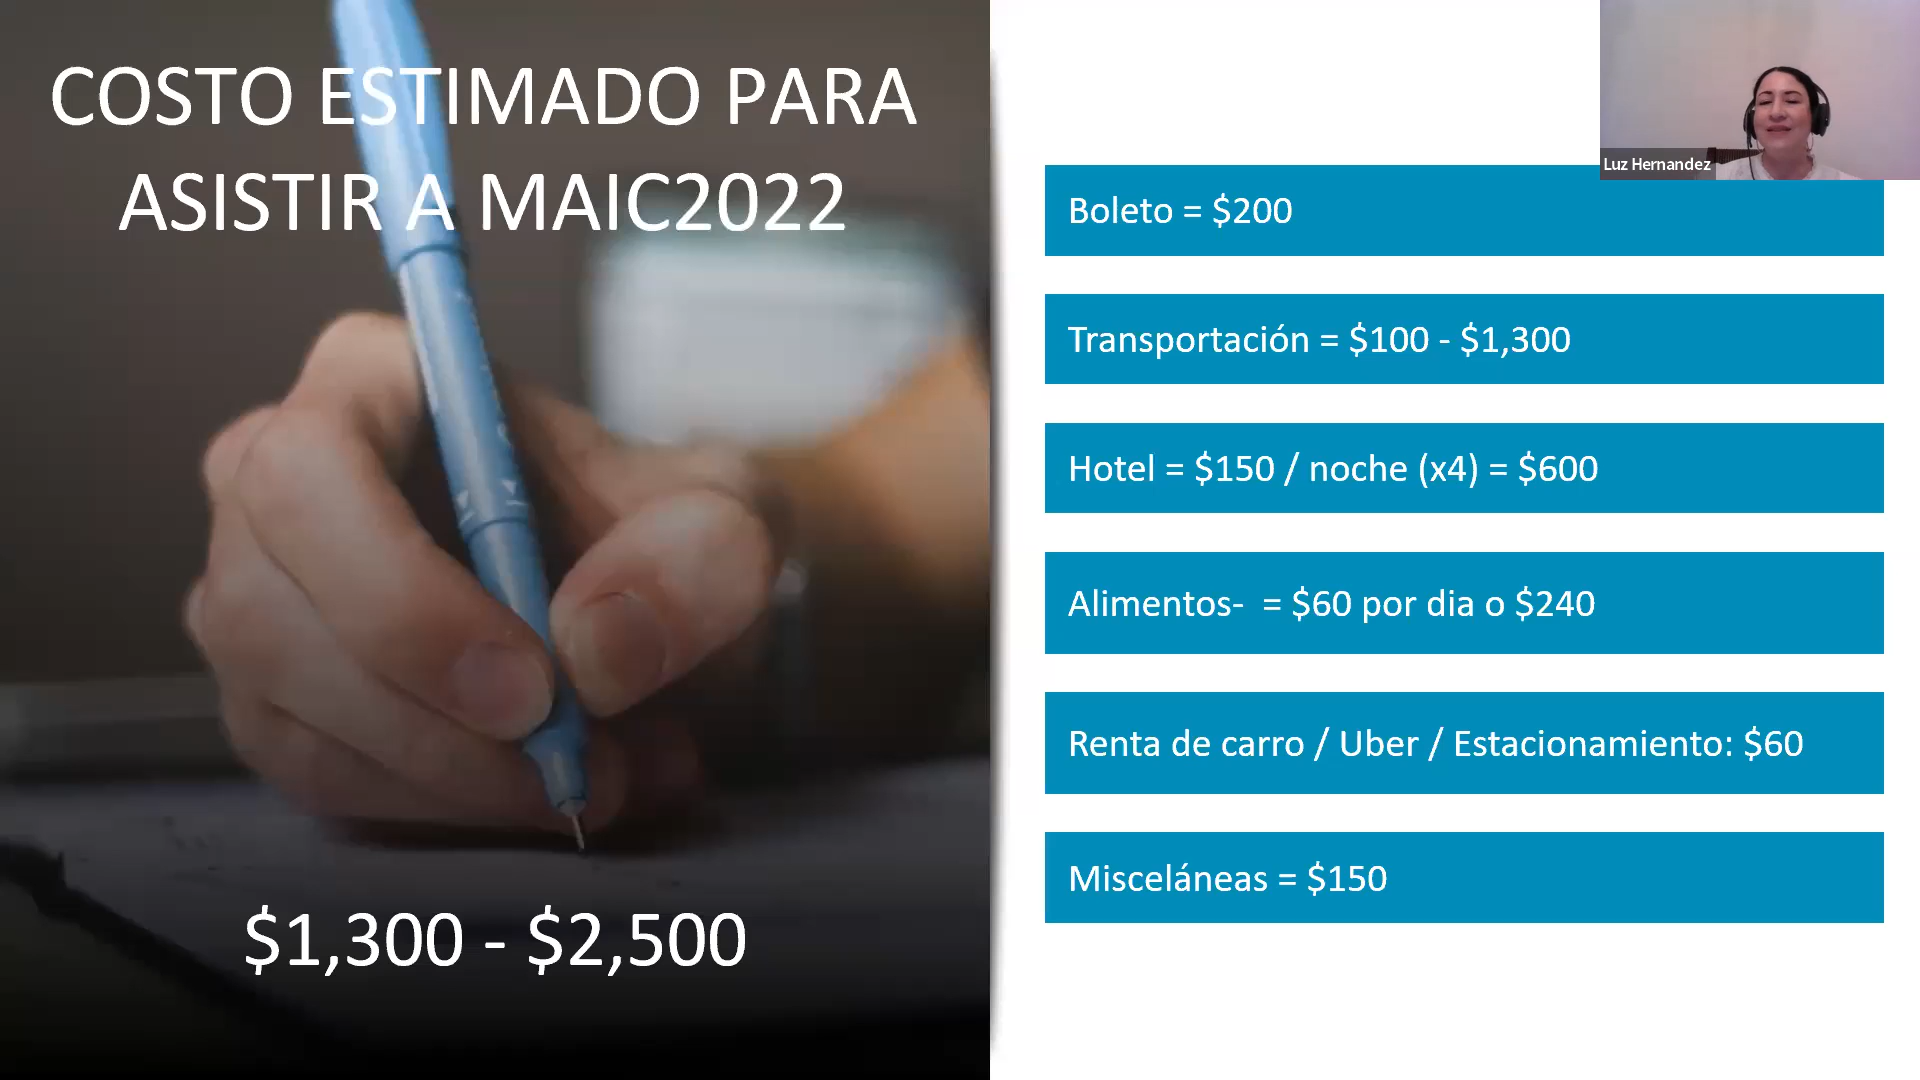 COSTO ESTIMADO PARA
ASISTIR A MAIC2022
$1,300 - $2,500
Luz Hernandez
Boleto = $200
Transportación = $100 - $1,300
Hotel = $150 / noche (x4) = $600
Alimentos-  = $60 por dia o $240
Renta de carro / Uber / Estacionamiento: $60
Misceláneas = $150